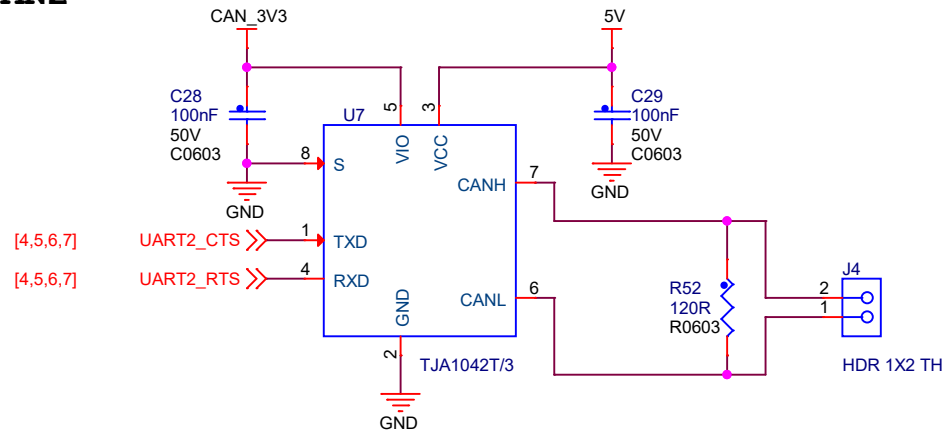 CAN_3V3
5V
C28
100nF
50V
C0603
C29
100nF
50V
C0603
U7
5
3
VIO
VCC
8
S
GND
GND
CANH
7
[4,5,6,7]
UART2_CTS
1
TXD
[4,5,6,7]
UART2_RTS
4
RXD
GND
CANL
6
R52
120R
R0603
J4
2
1
2
TJA1042T/3
HDR 1X2 TH
GND